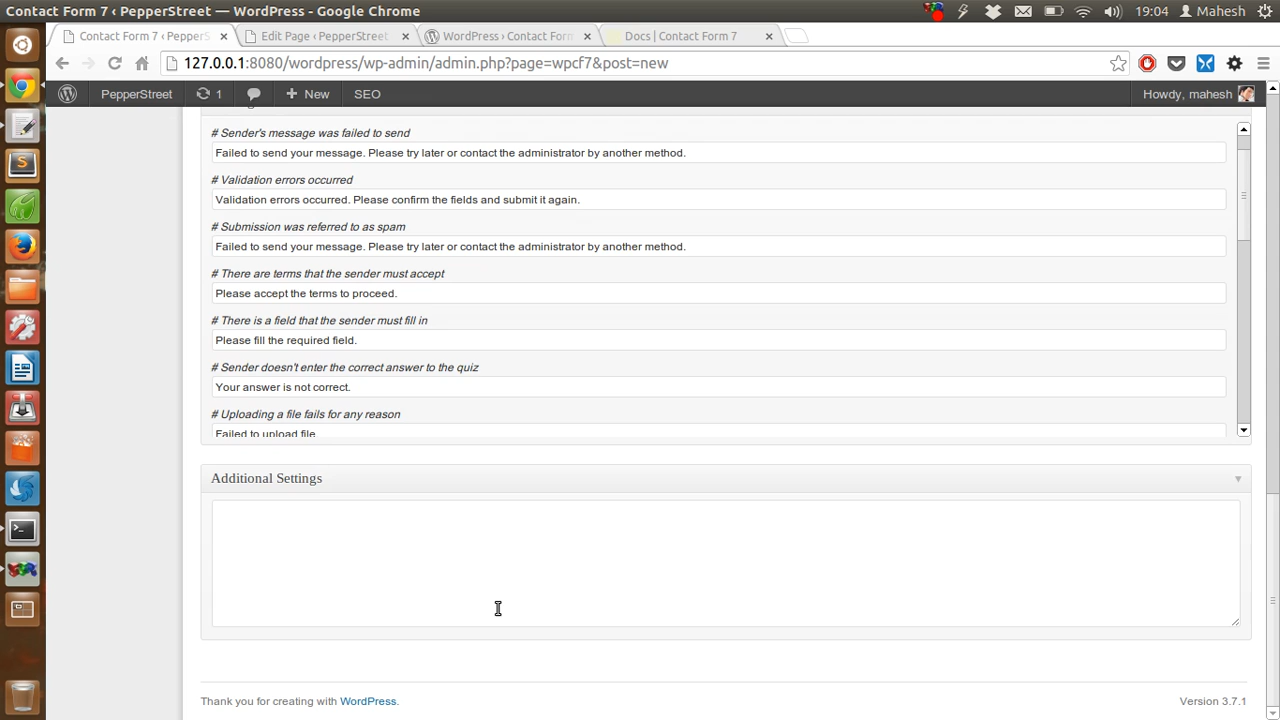 Contact Form 7 ‹ PepperStreet — WordPress - Google Chrome
19:04 Mahesh
Contact Form 7 ‹ PepperS
Edit Page ‹ PepperStreet
WordPress › Contact Form
Docs | Contact Form 7
127.0.0.1:8080/wordpress/wp-admin/admin.php?page=wpcf7&post=new
PepperStreet
1
New
SEO
Howdy, mahesh
# Sender's message was failed to send
Failed to send your message. Please try later or contact the administrator by another method.
# Validation errors occurred
Validation errors occurred. Please confirm the fields and submit it again.
# Submission was referred to as spam
Failed to send your message. Please try later or contact the administrator by another method.
# There are terms that the sender must accept
Please accept the terms to proceed.
# There is a field that the sender must fill in
Please fill the required field.
# Sender doesn't enter the correct answer to the quiz
Your answer is not correct.
# Uploading a file fails for any reason
Failed to upload file.
Additional Settings
Thank you for creating with WordPress.
Version 3.7.1